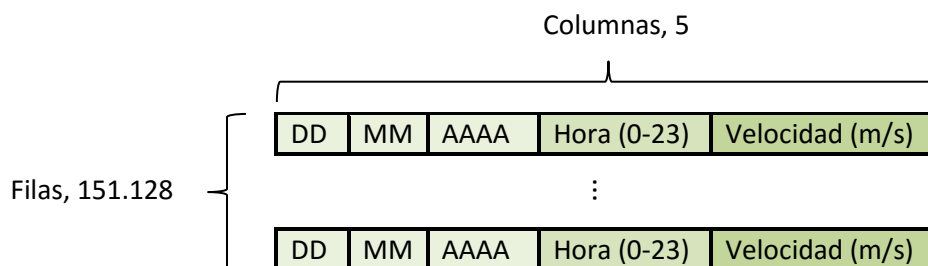 Columnas, 5
DD MM AAAA Hora (0-23) Velocidad (m/s)
Filas, 151.128
⋮
DD MM AAAA Hora (0-23) Velocidad (m/s)